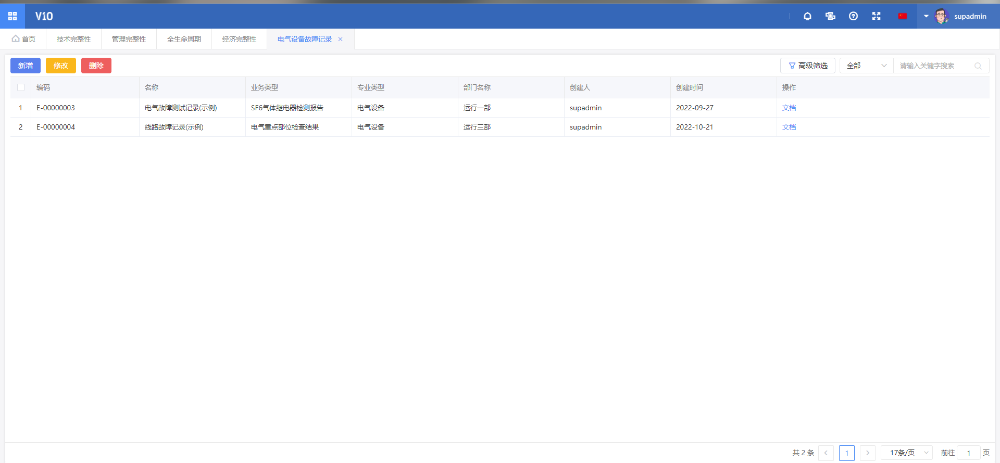 V10
supadmin
首页 技术完整性 管理完整性 全生命周期 经济完整性 电气设备故障记录
新增 修改 删除 高级筛选 全部 请输入关键字搜索
编码 名称 业务类型 专业类型 部门名称 创建人 创建时间 操作
1 E-00000003 电气故障测试记录(示例) SF6气体继电器检测报告 电气设备 运行一部 supadmin 2022-09-27 文档
2 E-00000004 线路故障记录(示例) 电气重点部位检查结果 电气设备 运行三部 supadmin 2022-10-21 文档
共 2 条 1 17条/页 前往 1 页